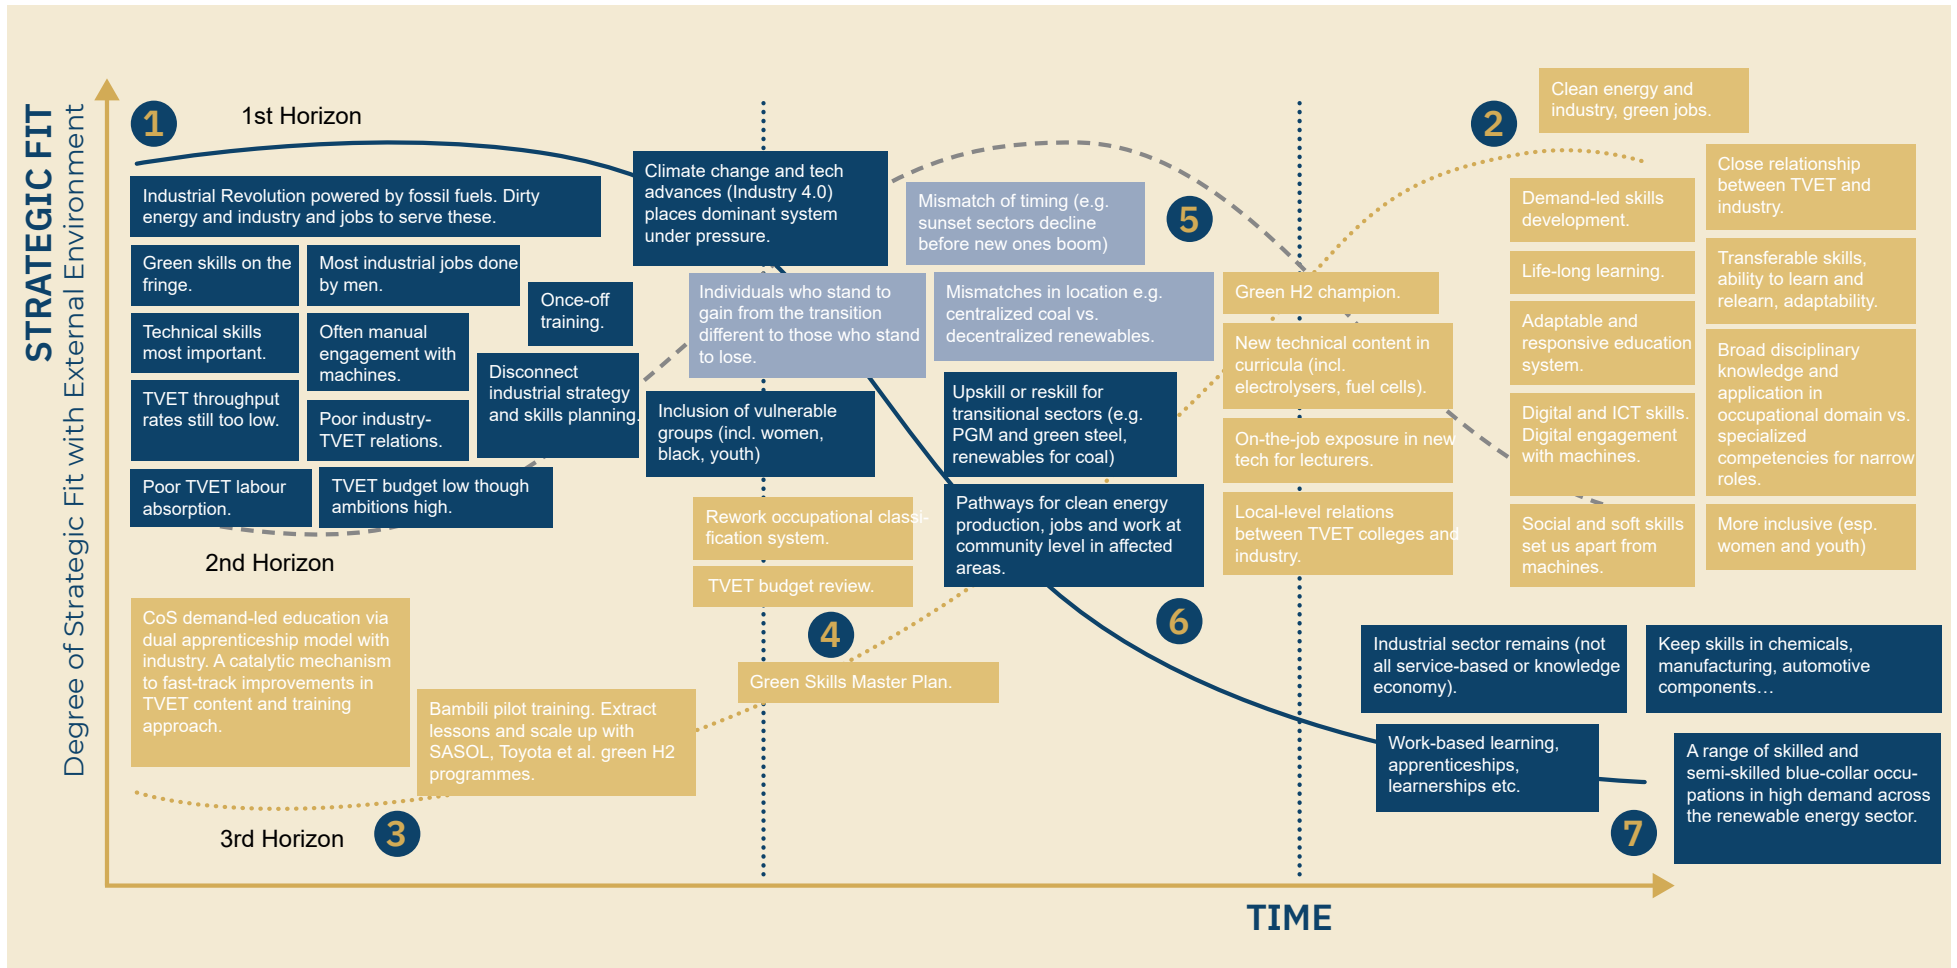 STRATEGIC FIT
Degree of Strategic Fit with External Environment
1
1st Horizon
Industrial Revolution powered by fossil fuels. Dirty
energy and industry and jobs to serve these.
Green skills on the
fringe.
Most industrial jobs done
by men.
Once-off
training.
Technical skills
most important.
Often manual
engagement with
machines.
Disconnect
industrial strategy
and skills planning.
TVET throughput
rates still too low.
Poor industry-
TVET relations.
Poor TVET labour
absorption.
TVET budget low though
ambitions high.
2nd Horizon
CoS demand-led education via
dual apprenticeship model with
industry. A catalytic mechanism
to fast-track improvements in
TVET content and training
approach.
Bambili pilot training. Extract
lessons and scale up with
SASOL, Toyota et al. green H2
programmes.
3rd Horizon
3
Climate change and tech
advances (Industry 4.0)
places dominant system
under pressure.
Individuals who stand to
gain from the transition
different to those who stand
to lose.
Inclusion of vulnerable
groups (incl. women,
black, youth)
Rework occupational classi-
fication system.
TVET budget review.
4
Green Skills Master Plan.
Mismatch of timing (e.g.
sunset sectors decline
before new ones boom)
5
Mismatches in location e.g.
centralized coal vs.
decentralized renewables.
Upskill or reskill for
transitional sectors (e.g.
PGM and green steel,
renewables for coal)
Pathways for clean energy
production, jobs and work at
community level in affected
areas.
6
Green H2 champion.
New technical content in
curricula (incl.
electrolysers, fuel cells).
On-the-job exposure in new
tech for lecturers.
Local-level relations
between TVET colleges and
industry.
2
Clean energy and
industry, green jobs.
Demand-led skills
development.
Life-long learning.
Adaptable and
responsive education
system.
Digital and ICT skills.
Digital engagement
with machines.
Social and soft skills
set us apart from
machines.
Close relationship
between TVET and
industry.
Transferable skills,
ability to learn and
relearn, adaptability.
Broad disciplinary
knowledge and
application in
occupational domain vs.
specialized
competencies for narrow
roles.
More inclusive (esp.
women and youth)
Industrial sector remains (not
all service-based or knowledge
economy).
Keep skills in chemicals,
manufacturing, automotive
components…
Work-based learning,
apprenticeships,
learnerships etc.
7
A range of skilled and
semi-skilled blue-collar occu-
pations in high demand across
the renewable energy sector.
TIME